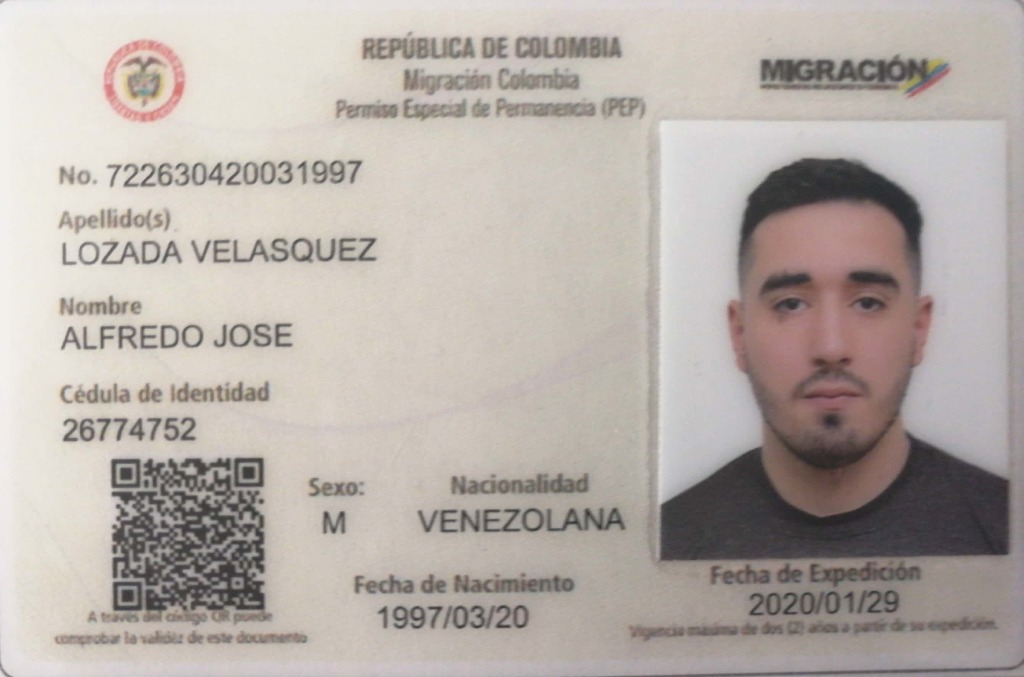 REPÚBLICA DE COLOMBIA
Migración Colombia
Permiso Especial de Permanencia (PEP)
MIGRACIÓN
No. 722630420031997
Apellido(s)
LOZADA VELASQUEZ
Nombre
ALFREDO JOSE
Cédula de Identidad
26774752
Sexo:
M
Nacionalidad
VENEZOLANA
Fecha de Nacimiento
1997/03/20
A través del código QR puede
comprobar la validez de este documento
Fecha de Expedición
2020/01/29
Vigencia máxima de dos (2) años a partir de su expedición.